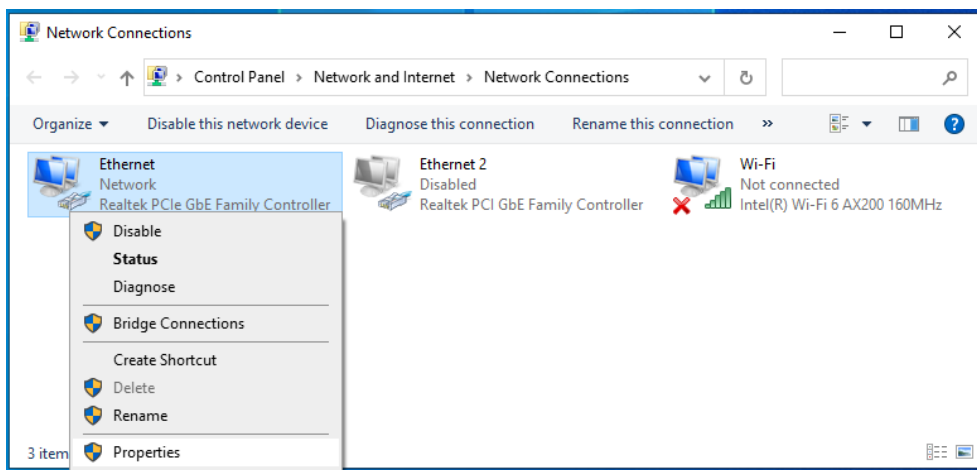 Network Connections
Control Panel > Network and Internet > Network Connections
Organize Disable this network device Diagnose this connection Rename this connection »
Ethernet
Network
Realtek PCIe GbE Family Controller
Ethernet 2
Disabled
Realtek PCI GbE Family Controller
Wi-Fi
Not connected
Intel(R) Wi-Fi 6 AX200 160MHz
Disable
Status
Diagnose
Bridge Connections
Create Shortcut
Delete
Rename
Properties
3 item